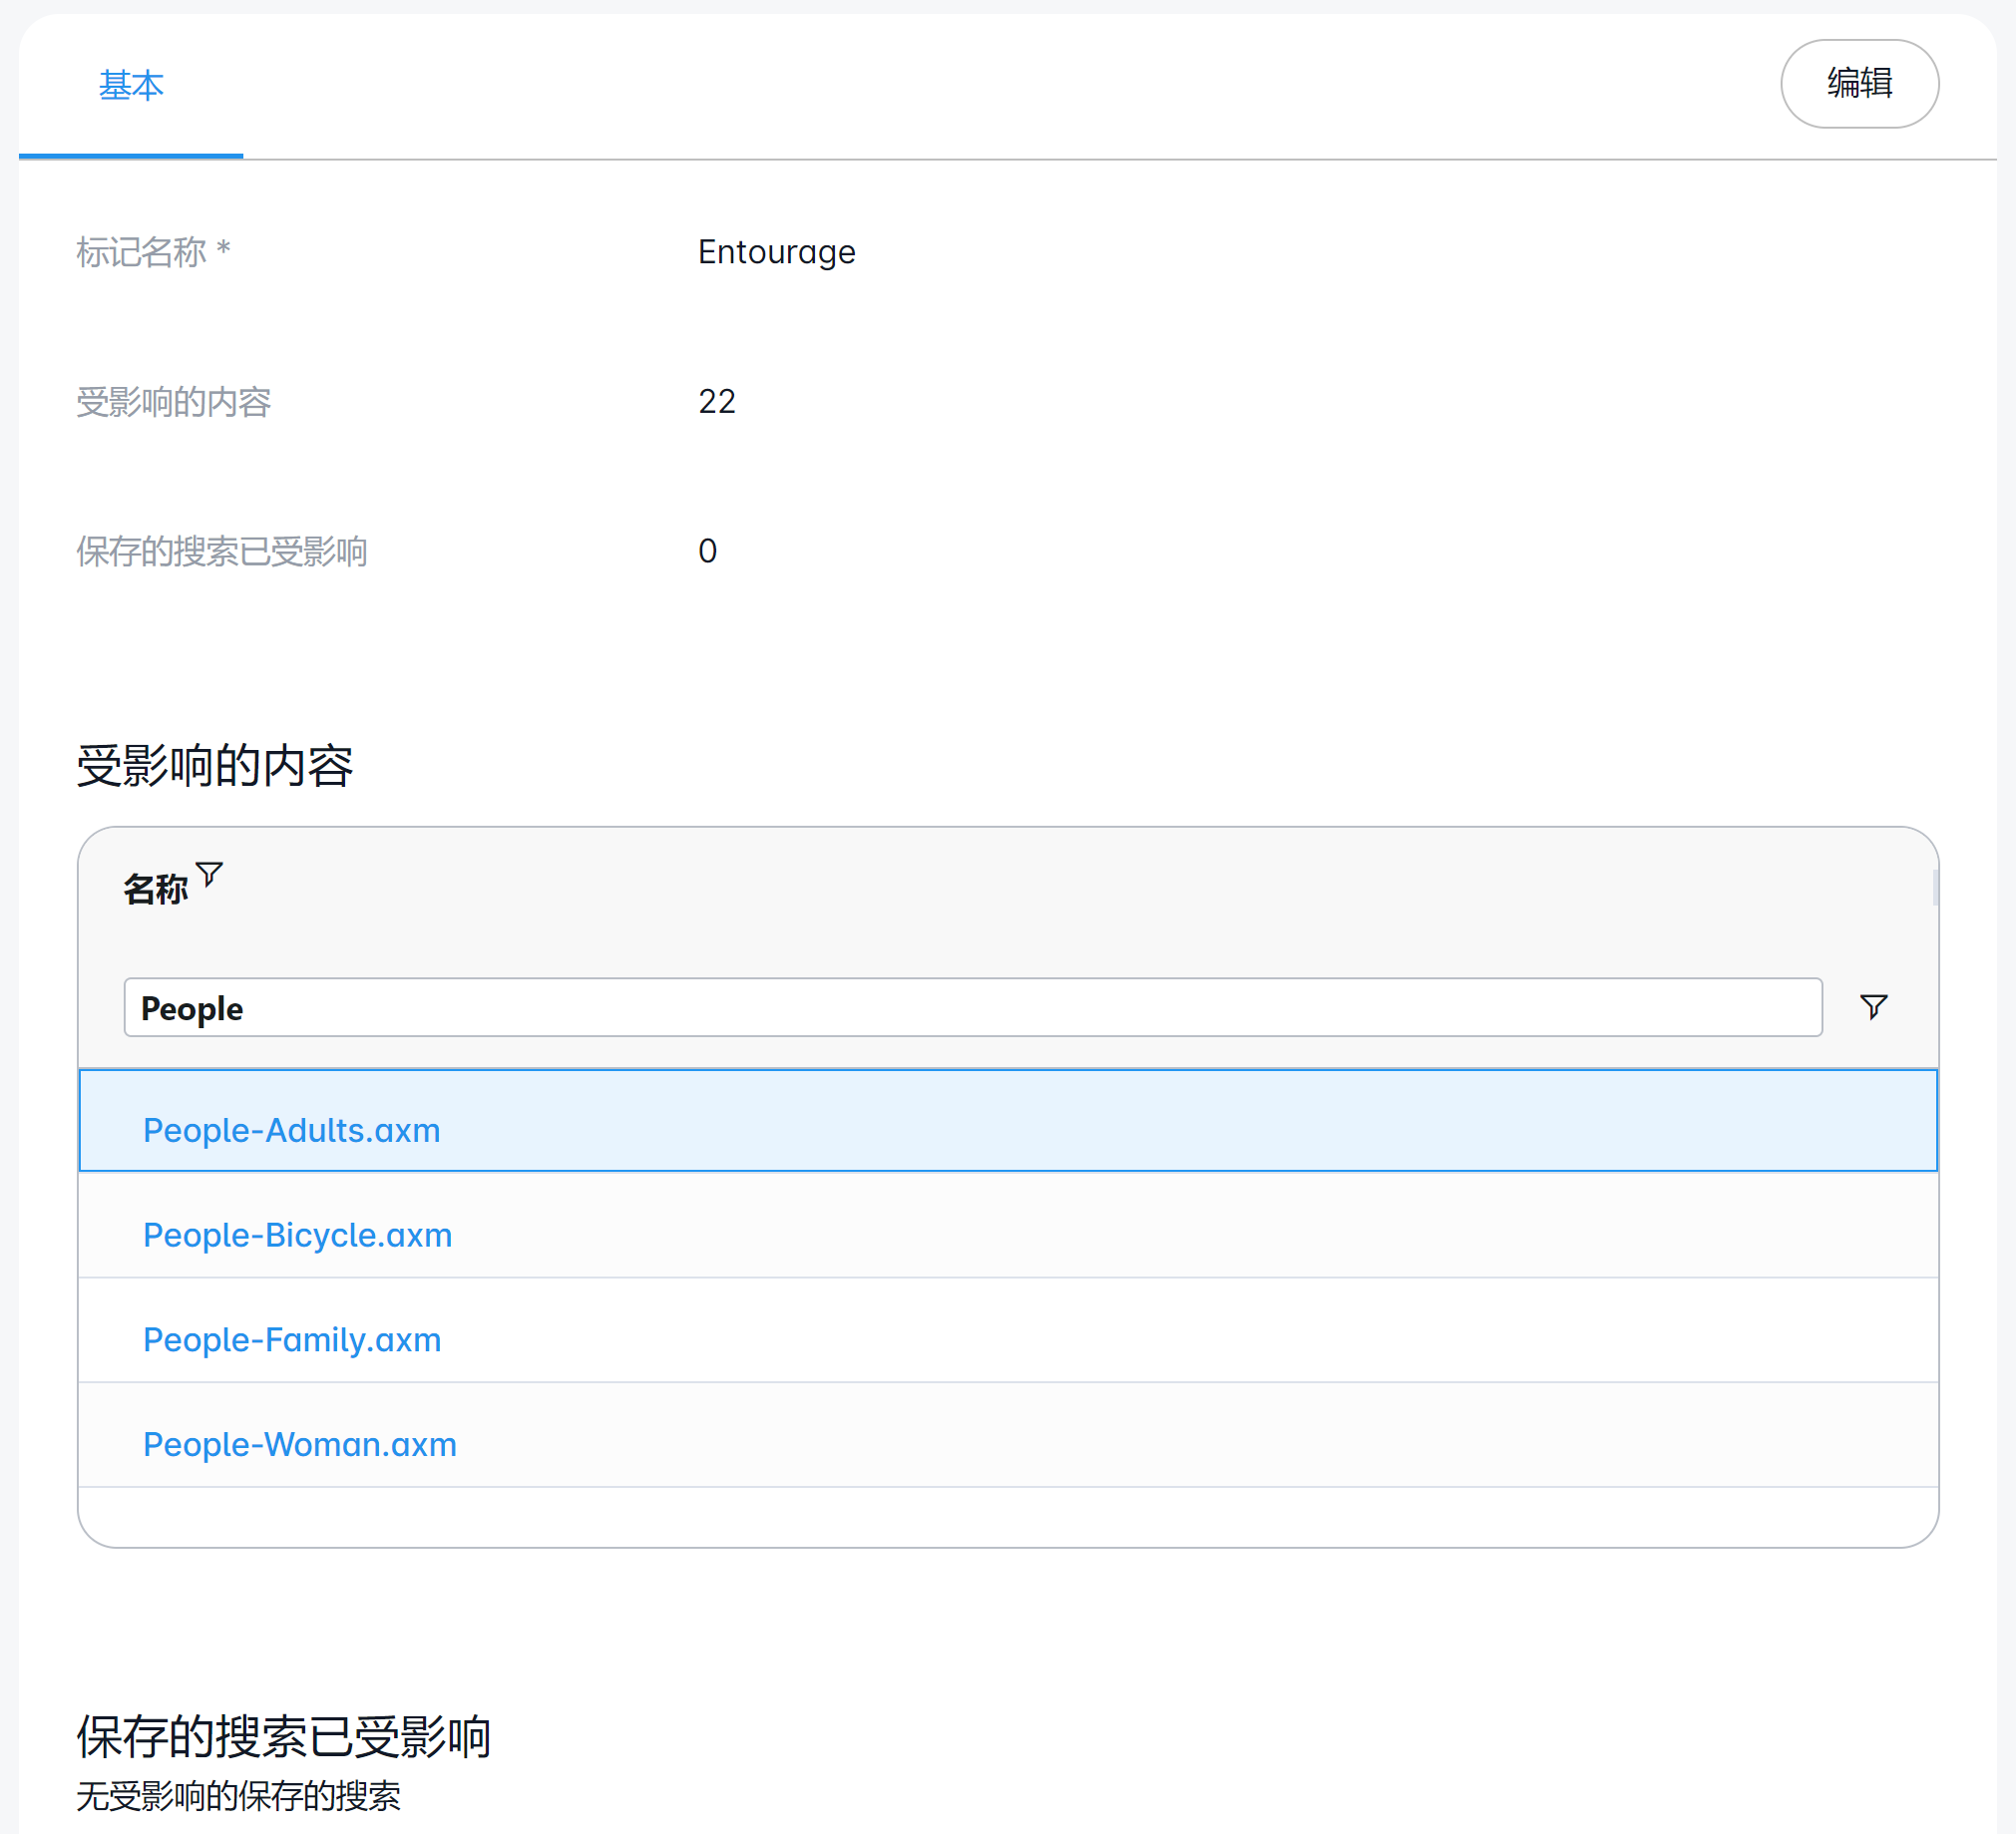 基本
编辑
标记名称 * Entourage
受影响的内容 22
保存的搜索已受影响 0
受影响的内容
名称
People
People-Adults.axm
People-Bicycle.axm
People-Family.axm
People-Woman.axm
保存的搜索已受影响
无受影响的保存的搜索